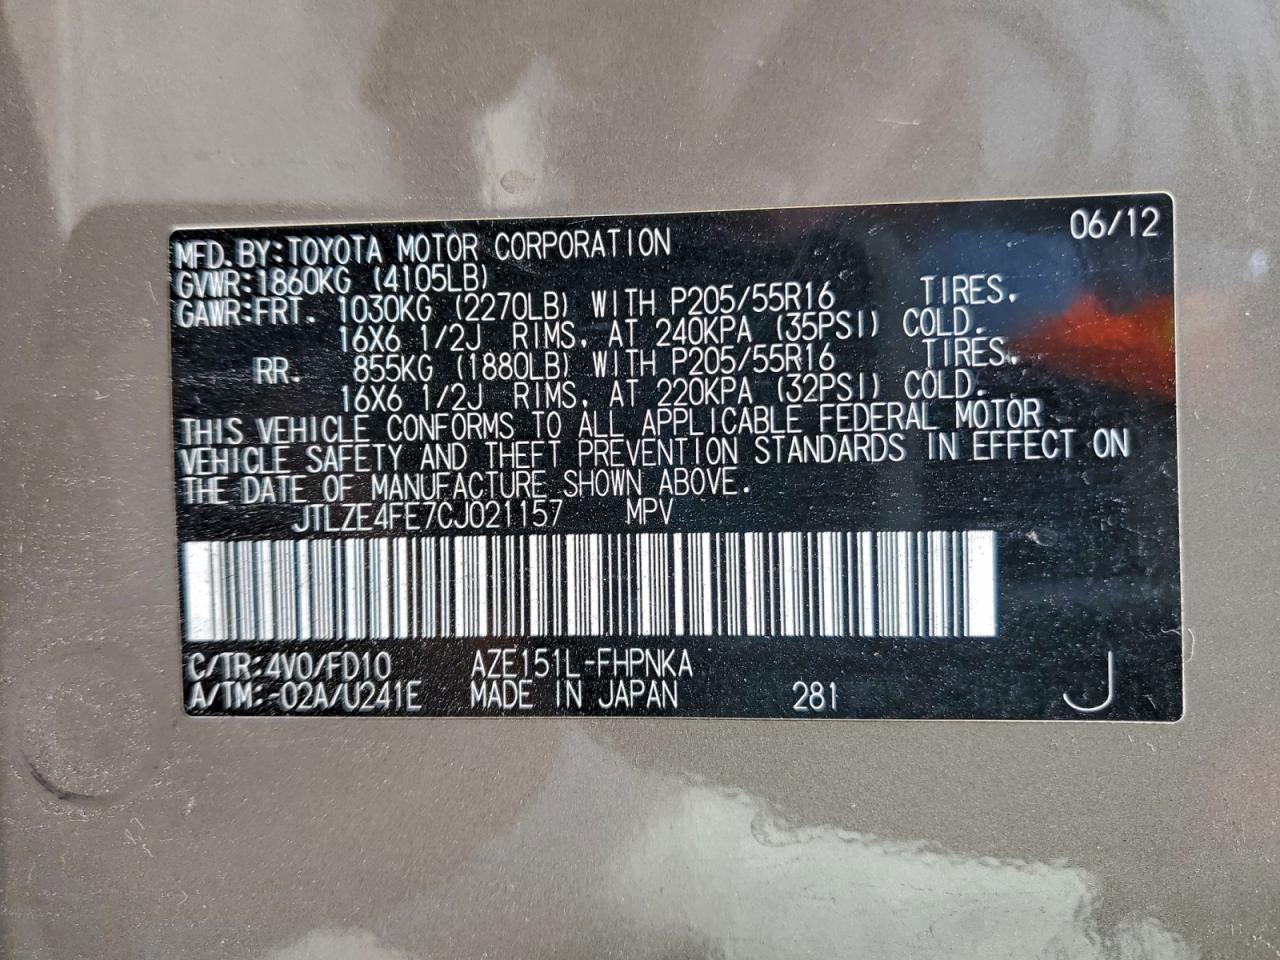 06/12
MFD.BY:TOYOTA MOTOR CORPORATION
GVWR:1860KG (4105LB)
GAWR:FRT. 1030KG (2270LB) WITH P205/55R16 TIRES,
16X6 1/2J RIMS, AT 240KPA (35PSI) COLD.
RR. 855KG (1880LB) WITH P205/55R16 TIRES,
16X6 1/2J RIMS, AT 220KPA (32PSI) COLD.
THIS VEHICLE CONFORMS TO ALL APPLICABLE FEDERAL MOTOR
VEHICLE SAFETY AND THEFT PREVENTION STANDARDS IN EFFECT ON
THE DATE OF MANUFACTURE SHOWN ABOVE.
JTLZE4FE7CJ021157 MPV
C/TR:4V0/FD10 AZE151L-FHPNKA
A/TM:-02A/U241E MADE IN JAPAN 281 J